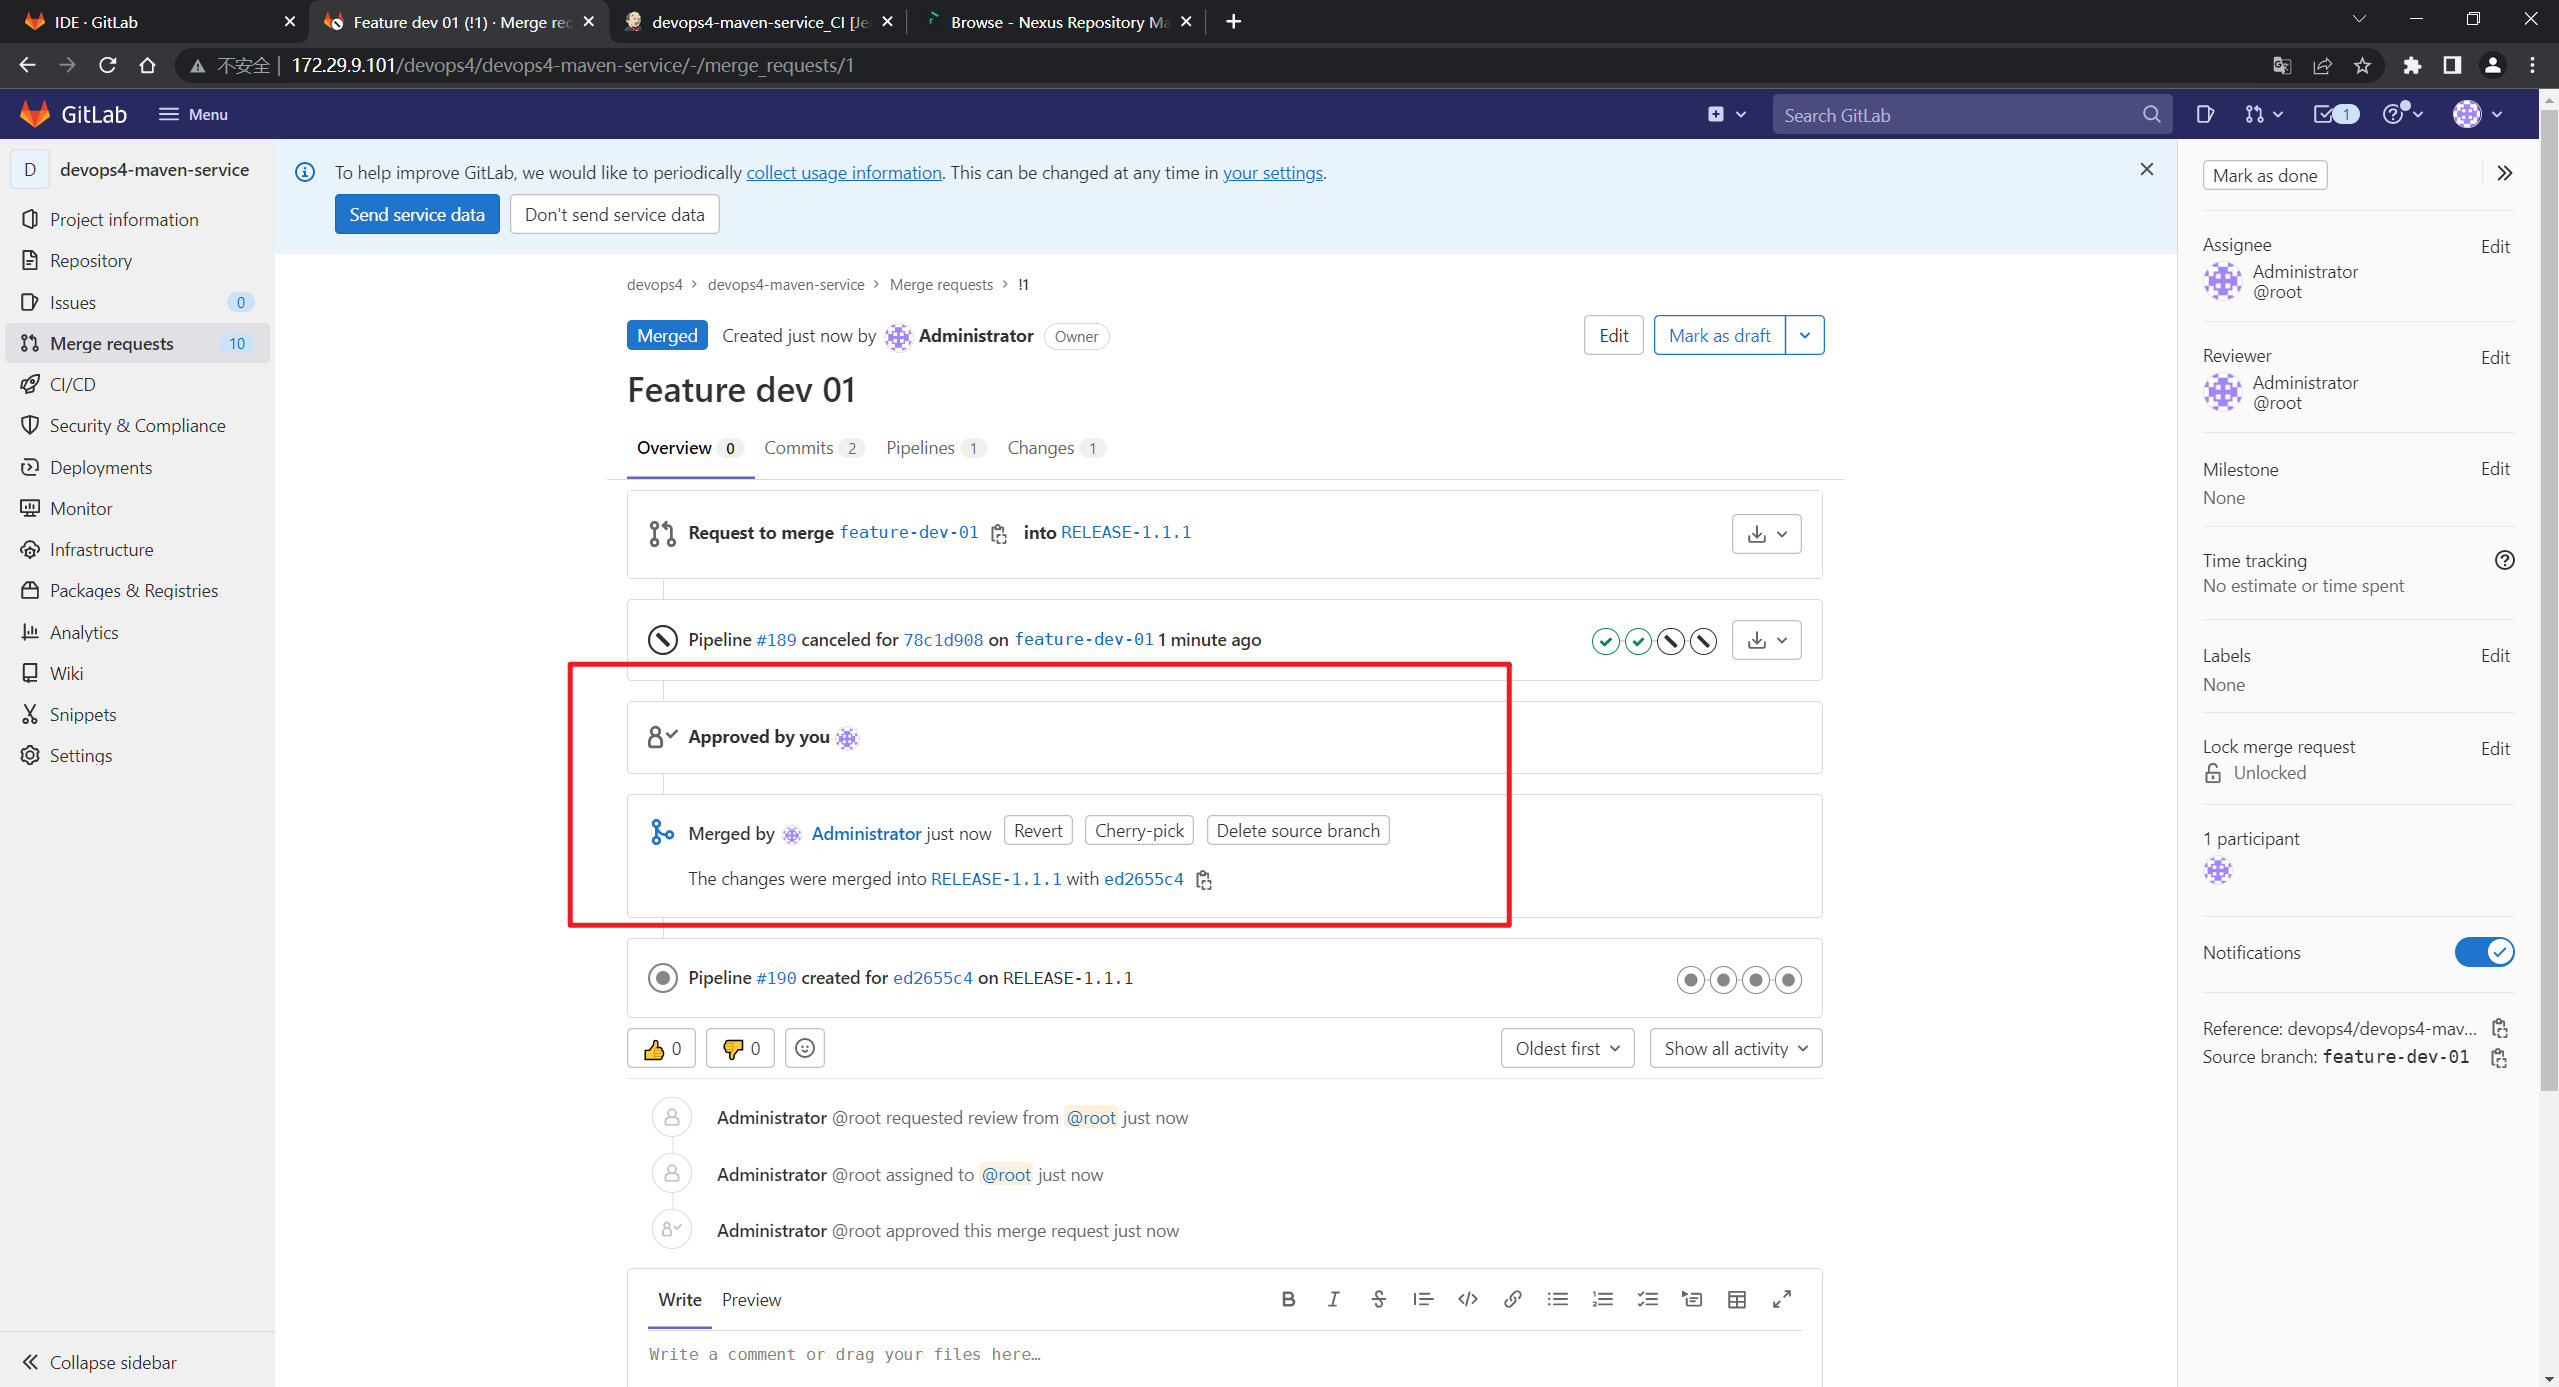 IDE · GitLab
Feature dev 01 (!1) · Merge rec
devops4-maven-service_CI [Je
Browse - Nexus Repository Ma
不安全 | 172.29.9.101/devops4/devops4-maven-service/-/merge_requests/1
GitLab Menu Search GitLab 1
D devops4-maven-service
Project information
Repository
Issues 0
Merge requests 10
CI/CD
Security & Compliance
Deployments
Monitor
Infrastructure
Packages & Registries
Analytics
Wiki
Snippets
Settings
Collapse sidebar
To help improve GitLab, we would like to periodically collect usage information. This can be changed at any time in your settings.
Send service data Don't send service data
devops4 > devops4-maven-service > Merge requests > !1
Merged Created just now by Administrator Owner Edit Mark as draft
Feature dev 01
Overview 0 Commits 2 Pipelines 1 Changes 1
Request to merge feature-dev-01 into RELEASE-1.1.1
Pipeline #189 canceled for 78c1d908 on feature-dev-01 1 minute ago
Approved by you
Merged by Administrator just now Revert Cherry-pick Delete source branch
The changes were merged into RELEASE-1.1.1 with ed2655c4
Pipeline #190 created for ed2655c4 on RELEASE-1.1.1
0 0 Oldest first Show all activity
Administrator @root requested review from @root just now
Administrator @root assigned to @root just now
Administrator @root approved this merge request just now
Write Preview
Write a comment or drag your files here…
Mark as done
Assignee Edit
Administrator
@root
Reviewer Edit
Administrator
@root
Milestone Edit
None
Time tracking
No estimate or time spent
Labels Edit
None
Lock merge request Edit
Unlocked
1 participant
Notifications
Reference: devops4/devops4-mav...
Source branch: feature-dev-01